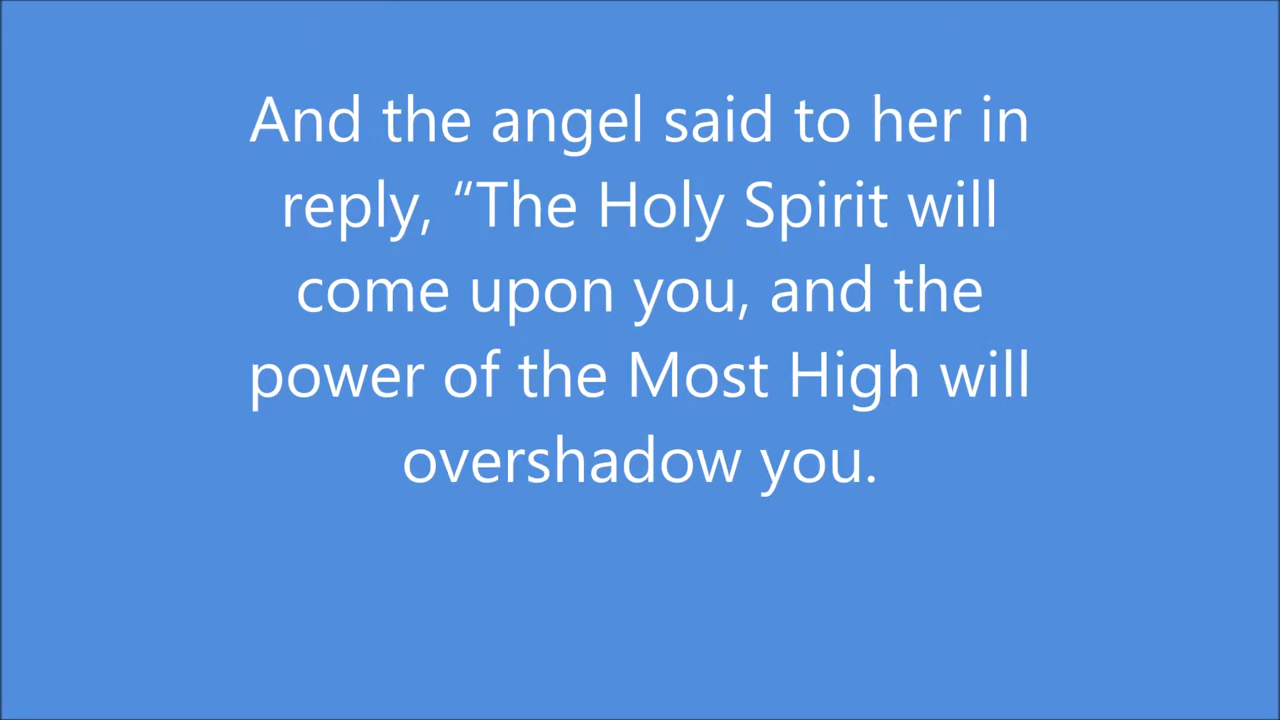 And the angel said to her in
reply, “The Holy Spirit will
come upon you, and the
power of the Most High will
overshadow you.